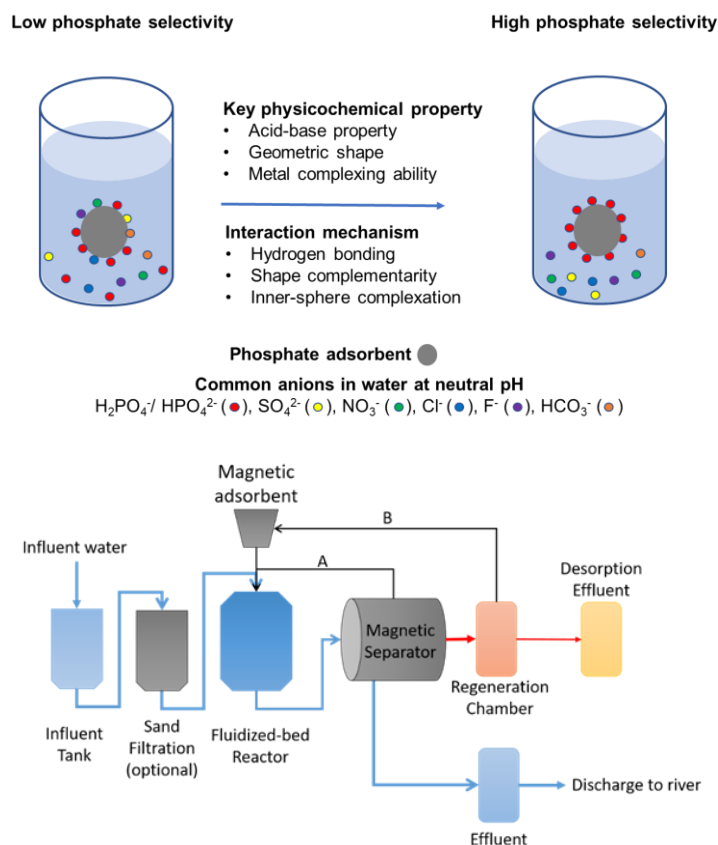 Low phosphate selectivity
High phosphate selectivity
Key physicochemical property
• Acid-base property
• Geometric shape
• Metal complexing ability
Interaction mechanism
• Hydrogen bonding
• Shape complementarity
• Inner-sphere complexation
Phosphate adsorbent
Common anions in water at neutral pH
H₂PO₄⁻/ HPO₄²⁻ ( ), SO₄²⁻ ( ), NO₃⁻ ( ), Cl⁻ ( ), F⁻ ( ), HCO₃⁻ ( )
Magnetic
adsorbent
B
Influent water
A
Desorption
Effluent
Magnetic
Separator
Regeneration
Chamber
Influent
Tank
Sand
Filtration
(optional)
Fluidized-bed
Reactor
Discharge to river
Effluent